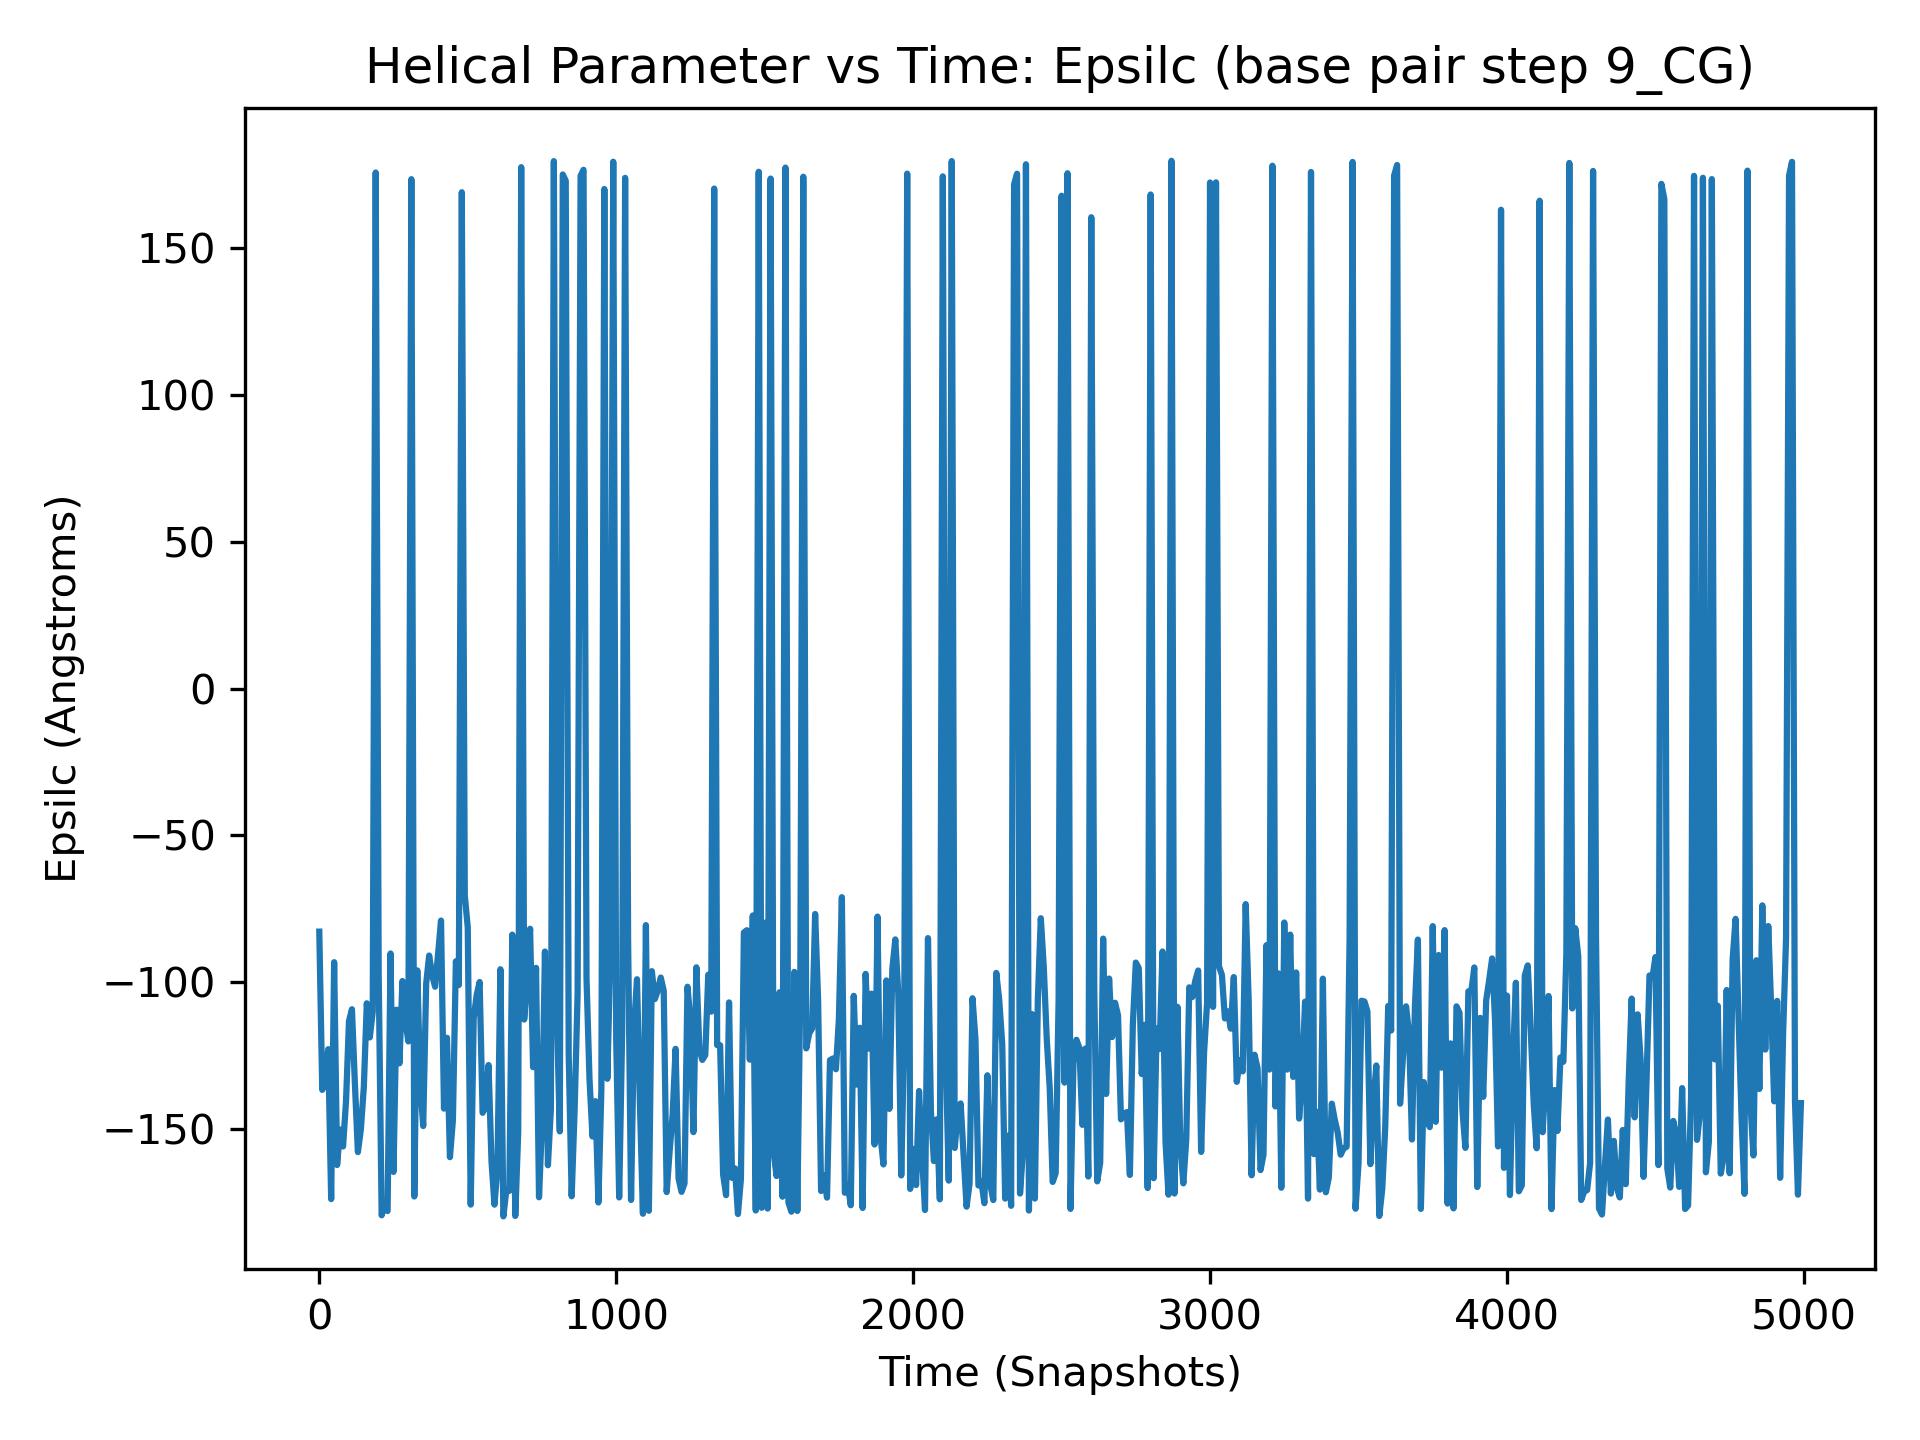 Helical Parameter vs Time: Epsilc (base pair step 9_CG)
150
100
50
0
−50
−100
−150
Epsilc (Angstroms)
0 1000 2000 3000 4000 5000
Time (Snapshots)